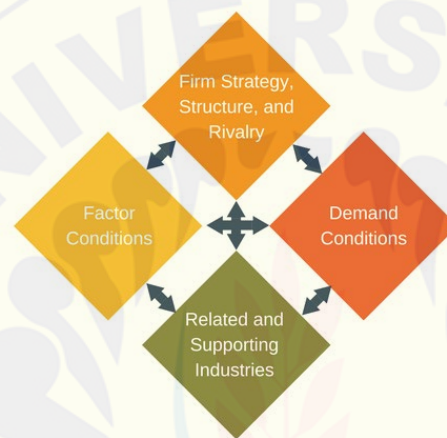 Firm Strategy,
Structure, and
Rivalry
Factor
Conditions
Demand
Conditions
Related and
Supporting
Industries